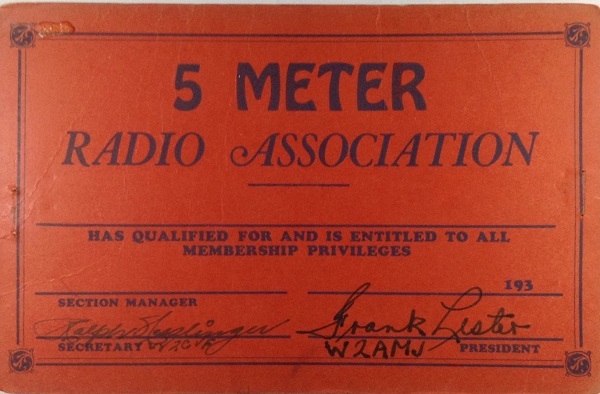 5 METER
RADIO ASSOCIATION
HAS QUALIFIED FOR AND IS ENTITLED TO ALL
MEMBERSHIP PRIVILEGES
193
SECTION MANAGER
Frank Lester
SECRETARY W2AMJ PRESIDENT